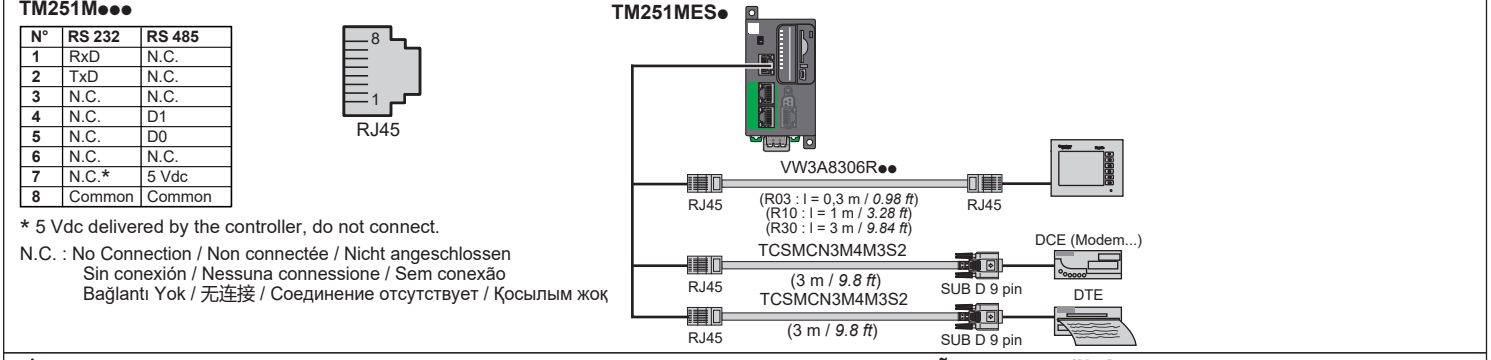 TM251M●●●
N° RS 232 RS 485
1 RxD N.C.
2 TxD N.C.
3 N.C. N.C.
4 N.C. D1
5 N.C. D0
6 N.C. N.C.
7 N.C.* 5 Vdc
8 Common Common
8
1
RJ45
* 5 Vdc delivered by the controller, do not connect.
N.C. : No Connection / Non connectée / Nicht angeschlossen
Sin conexión / Nessuna connessione / Sem conexão
Bağlantı Yok / 无连接 / Соединение отсутствует / Қосылым жоқ
TM251MES●
VW3A8306R●●
RJ45
RJ45
(R03 : l = 0,3 m / 0.98 ft)
(R10 : l = 1 m / 3.28 ft)
(R30 : l = 3 m / 9.84 ft)
TCSMCN3M4M3S2
DCE (Modem...)
RJ45
(3 m / 9.8 ft)
SUB D 9 pin
TCSMCN3M4M3S2
DTE
RJ45
(3 m / 9.8 ft)
SUB D 9 pin